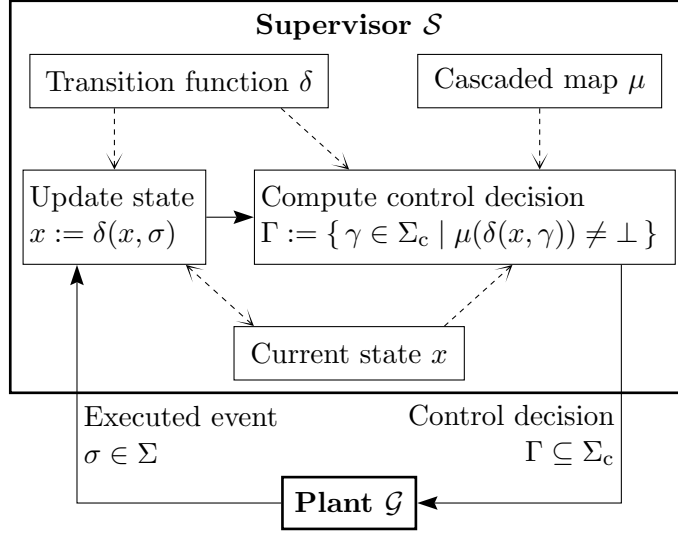 Supervisor 𝒮
Transition function δ
Cascaded map μ
Update state
x := δ(x, σ)
Compute control decision
Γ := { γ ∈ Σc | μ(δ(x, γ)) ≠ ⊥ }
Current state x
Executed event
σ ∈ Σ
Control decision
Γ ⊆ Σc
Plant 𝒢